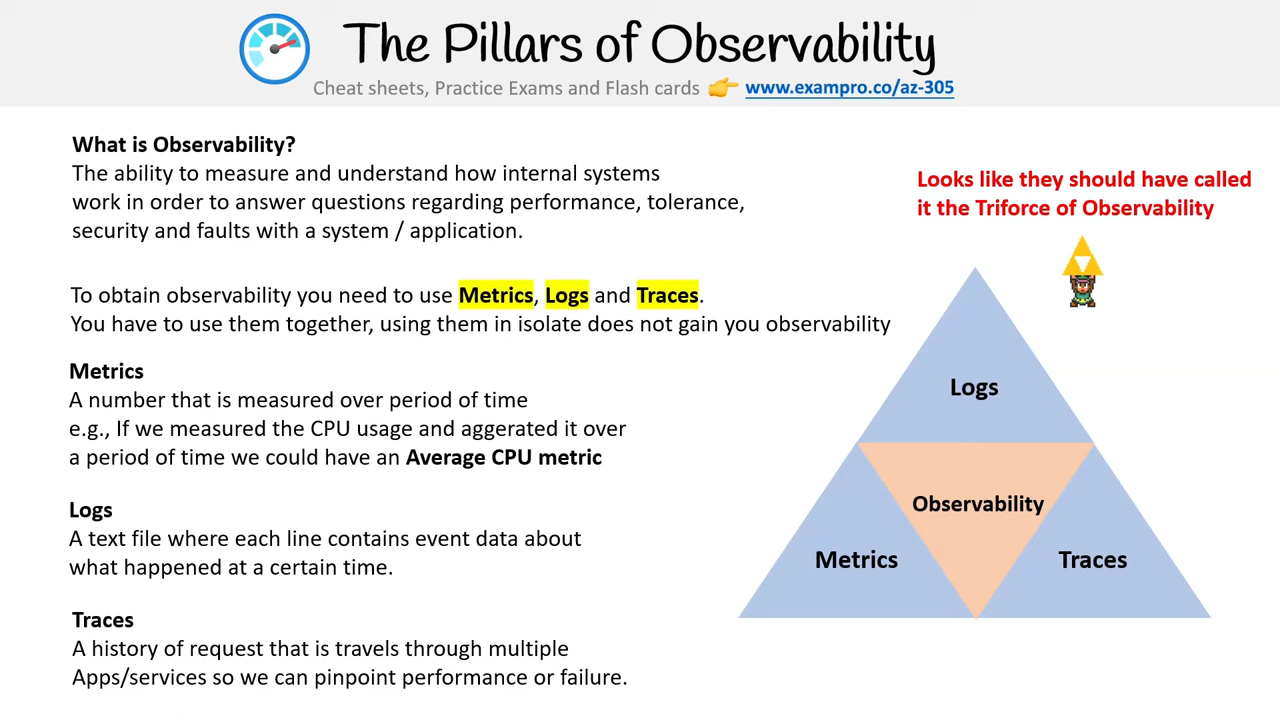 The Pillars of Observability
Cheat sheets, Practice Exams and Flash cards 👉 www.exampro.co/az-305
What is Observability?
The ability to measure and understand how internal systems
work in order to answer questions regarding performance, tolerance,
security and faults with a system / application.
To obtain observability you need to use Metrics, Logs and Traces.
You have to use them together, using them in isolate does not gain you observability
Metrics
A number that is measured over period of time
e.g., If we measured the CPU usage and aggerated it over
a period of time we could have an Average CPU metric
Logs
A text file where each line contains event data about
what happened at a certain time.
Traces
A history of request that is travels through multiple
Apps/services so we can pinpoint performance or failure.
Looks like they should have called
it the Triforce of Observability
Logs
Observability
Metrics
Traces